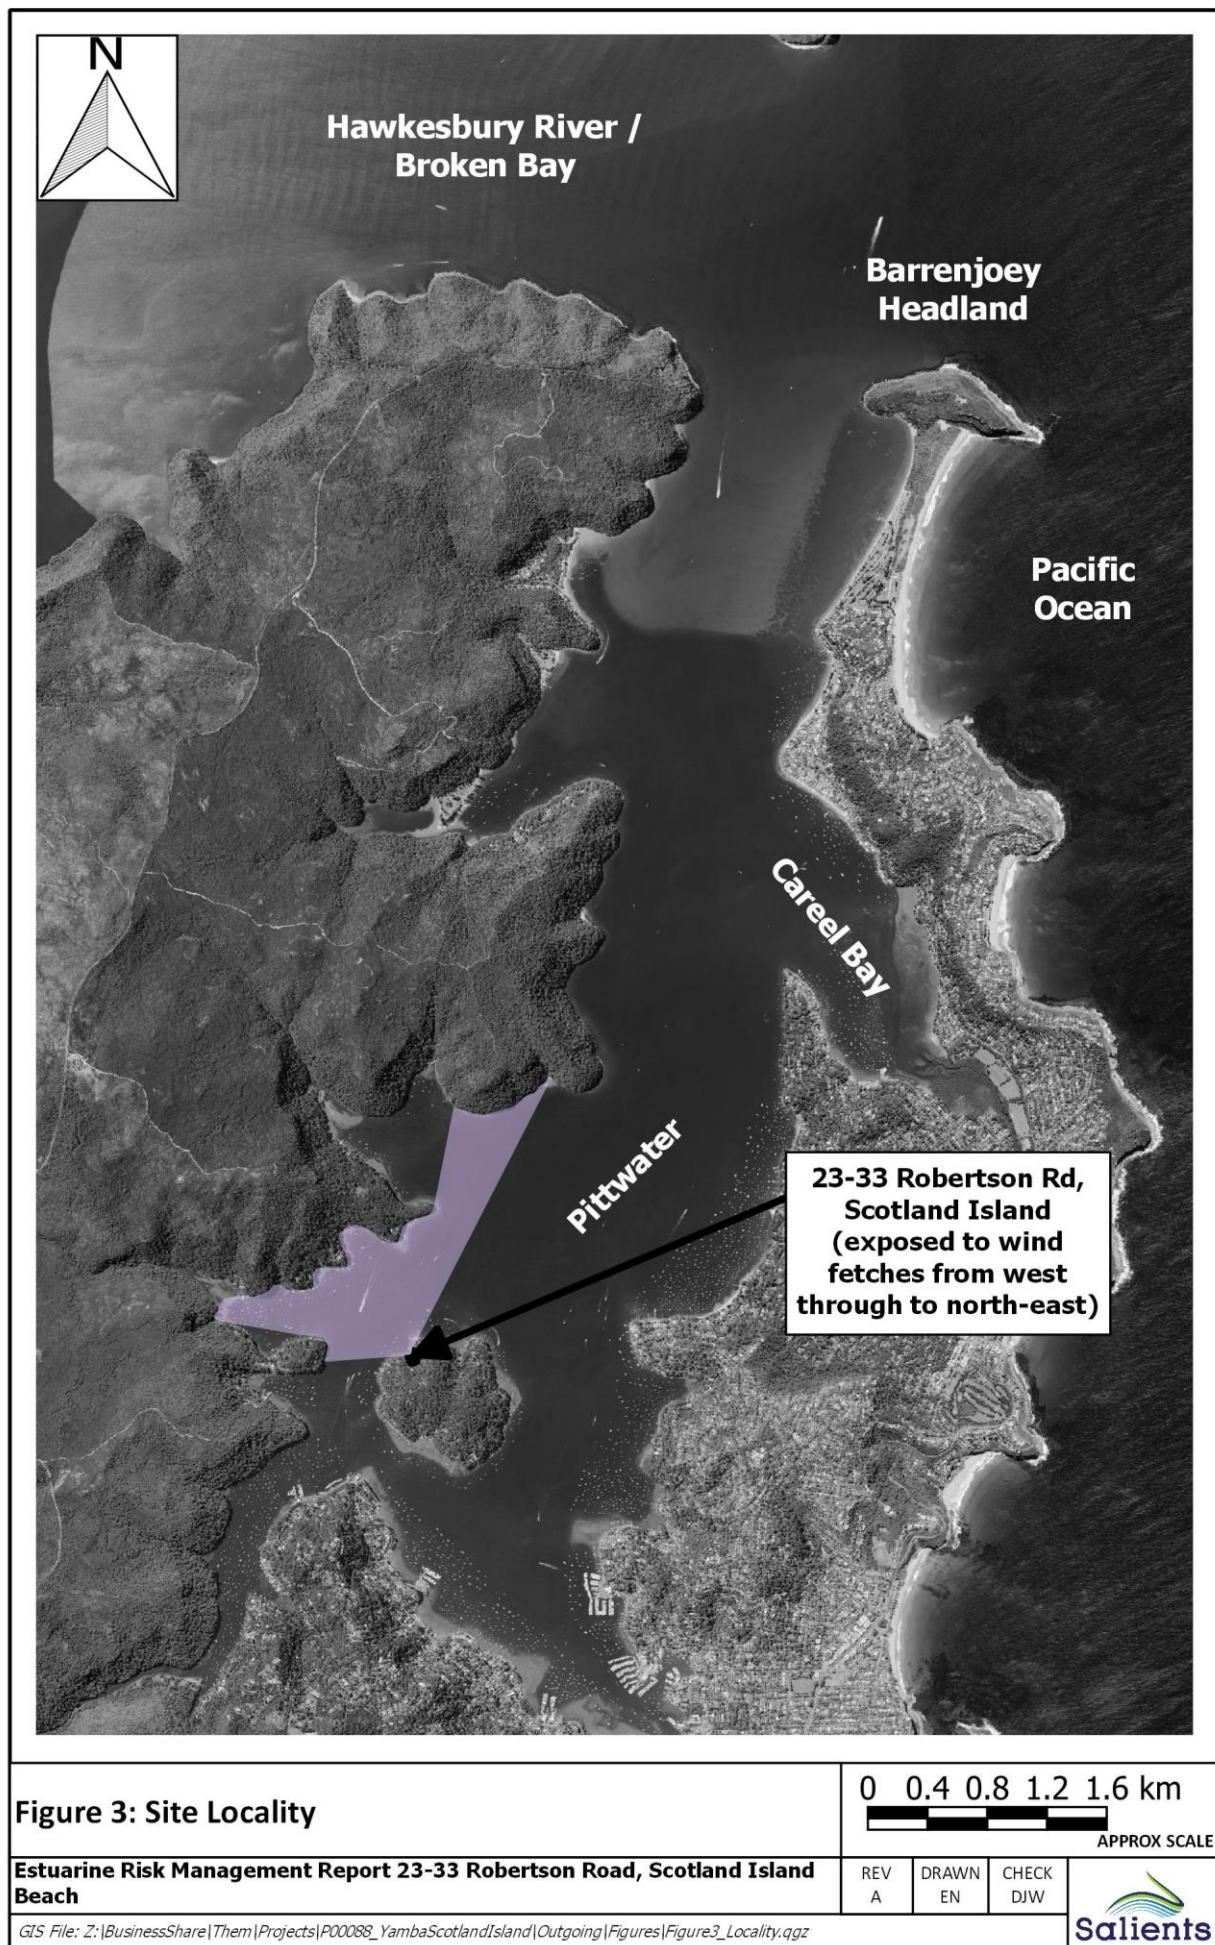 N
Hawkesbury River /
Broken Bay
Barrenjoey
Headland
Pacific
Ocean
Careel Bay
Pittwater
23-33 Robertson Rd,
Scotland Island
(exposed to wind
fetches from west
through to north-east)
Figure 3: Site Locality
0 0.4 0.8 1.2 1.6 km
APPROX SCALE
Estuarine Risk Management Report 23-33 Robertson Road, Scotland Island
Beach
REV
A
DRAWN
EN
CHECK
DJW
GIS File: Z:\BusinessShare\Them\Projects\P00088_YambaScotlandIsland\Outgoing\Figures\Figure3_Locality.qgz
Salients